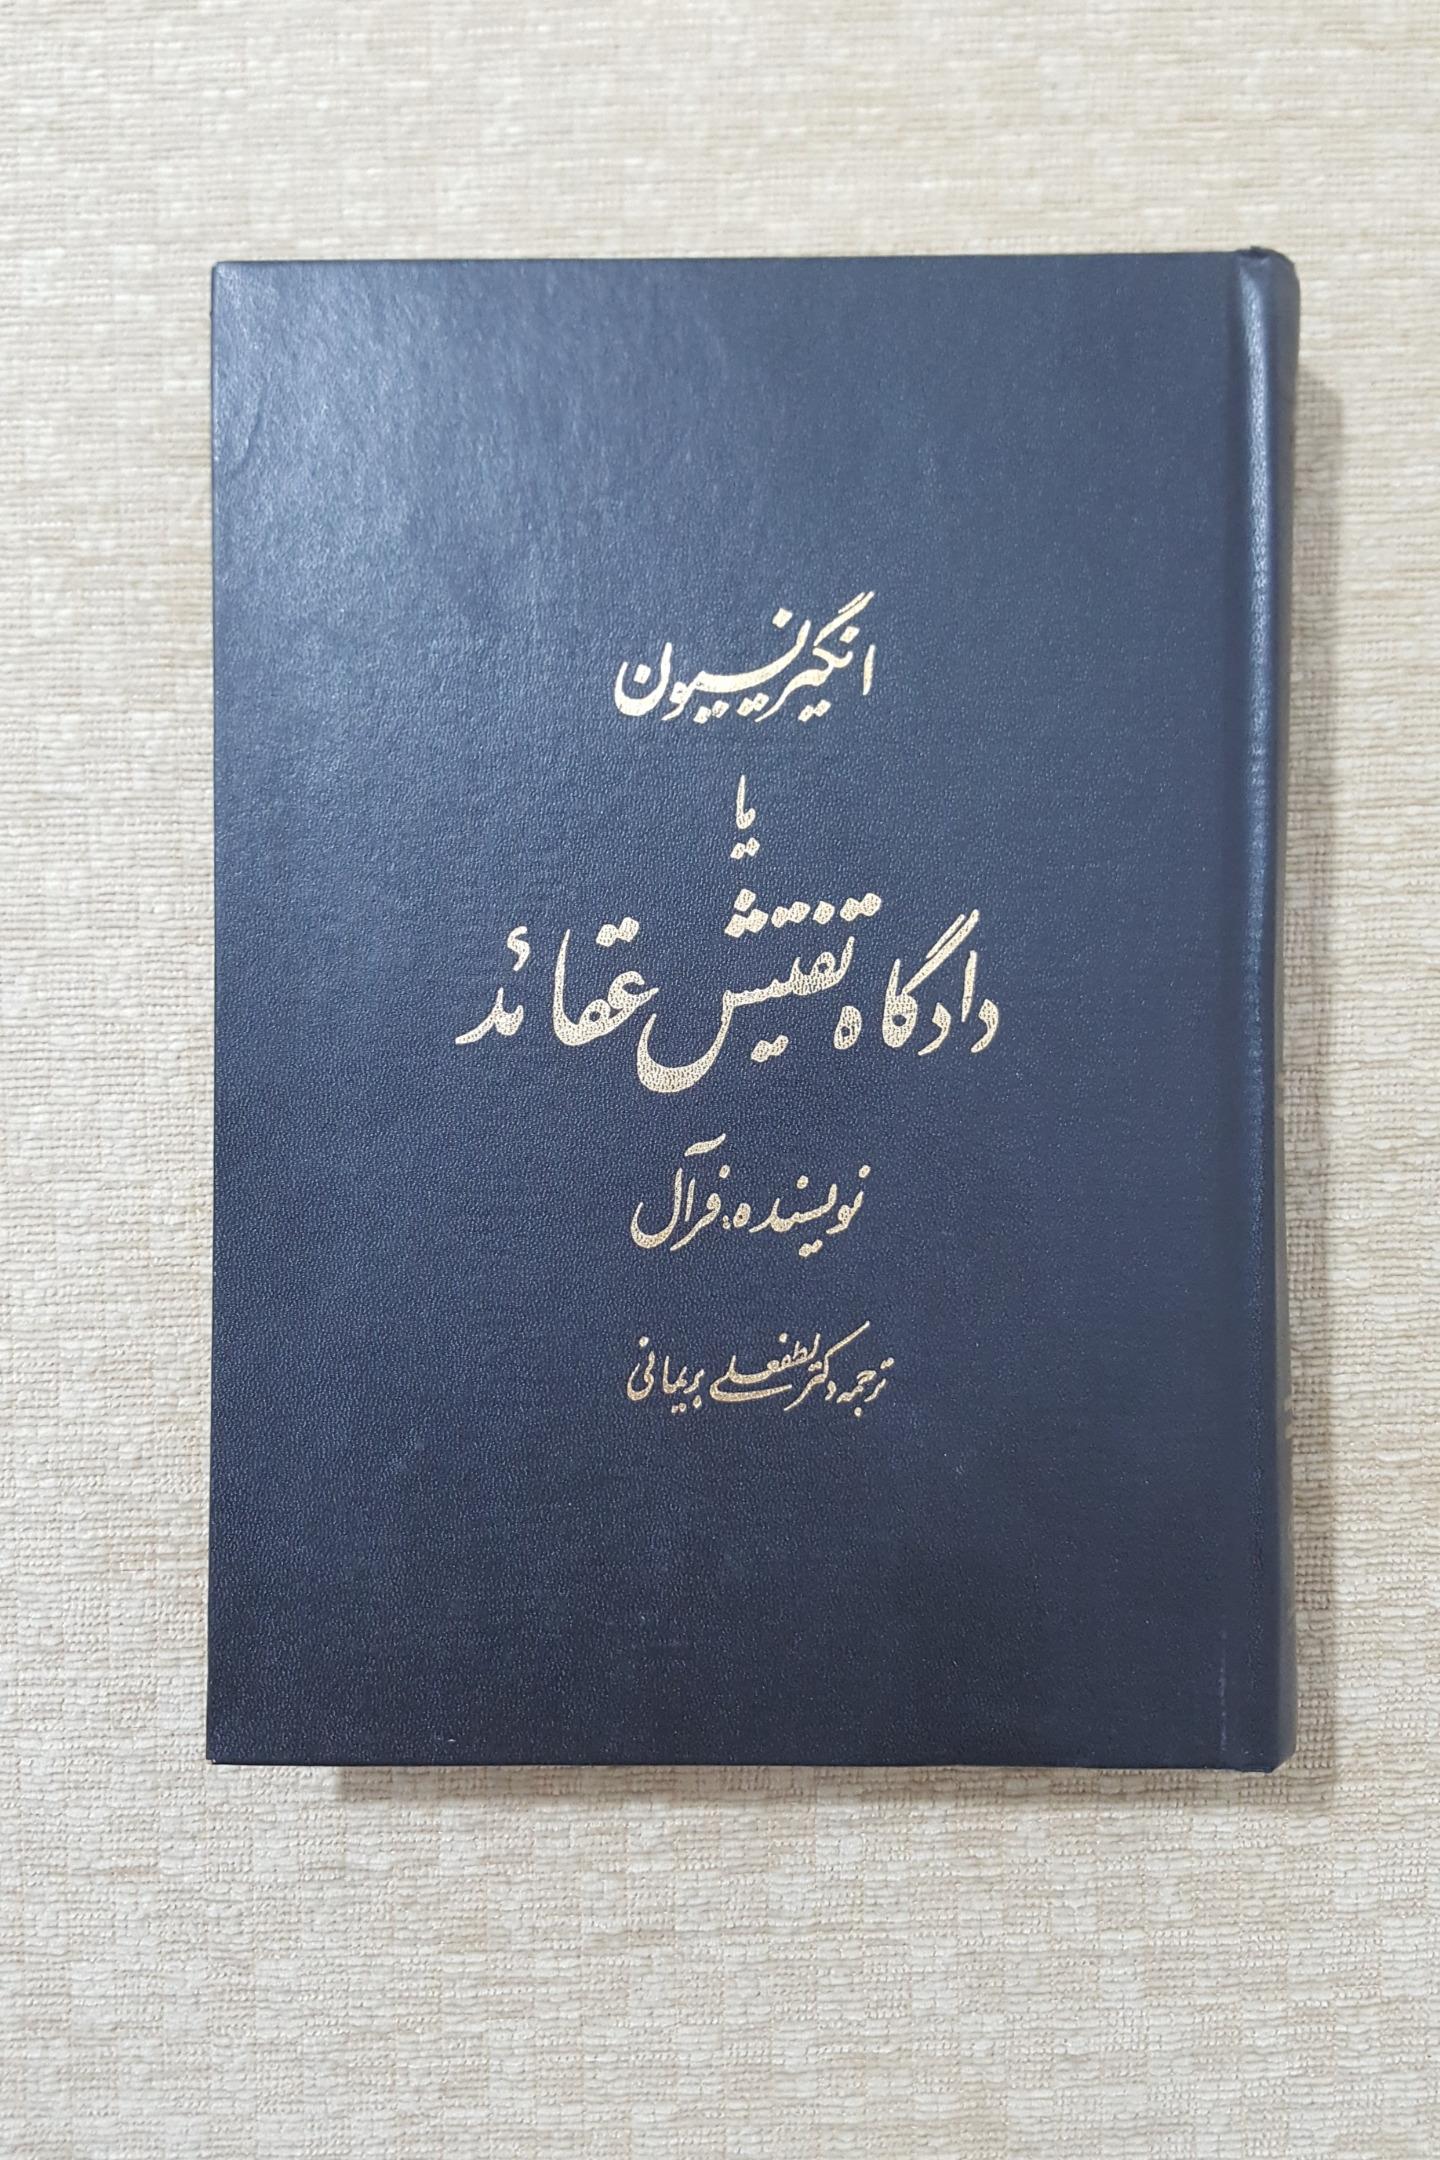 انگیزیسیون
یا
دادگاه تفتیش عقائد
نویسنده: فرآل
ترجمه دکتر لطفعلی بریمانی